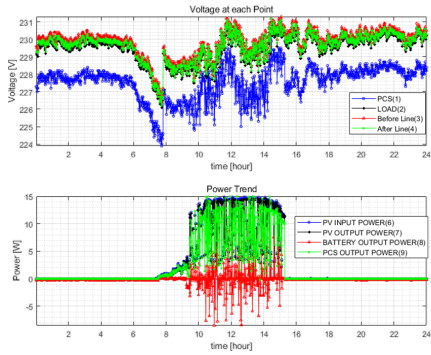 Voltage at each Point
231
230
229
228
227
226
225
224
Voltage [V]
PCS(1)
LOAD(2)
Before Line(3)
After Line(4)
2 4 6 8 10 12 14 16 18 20 22 24
time [hour]
Power Trend
15
10
5
0
-5
Power [W]
PV INPUT POWER(6)
PV OUTPUT POWER(7)
BATTERY OUTPUT POWER(8)
PCS OUTPUT POWER(9)
2 4 6 8 10 12 14 16 18 20 22 24
time [hour]